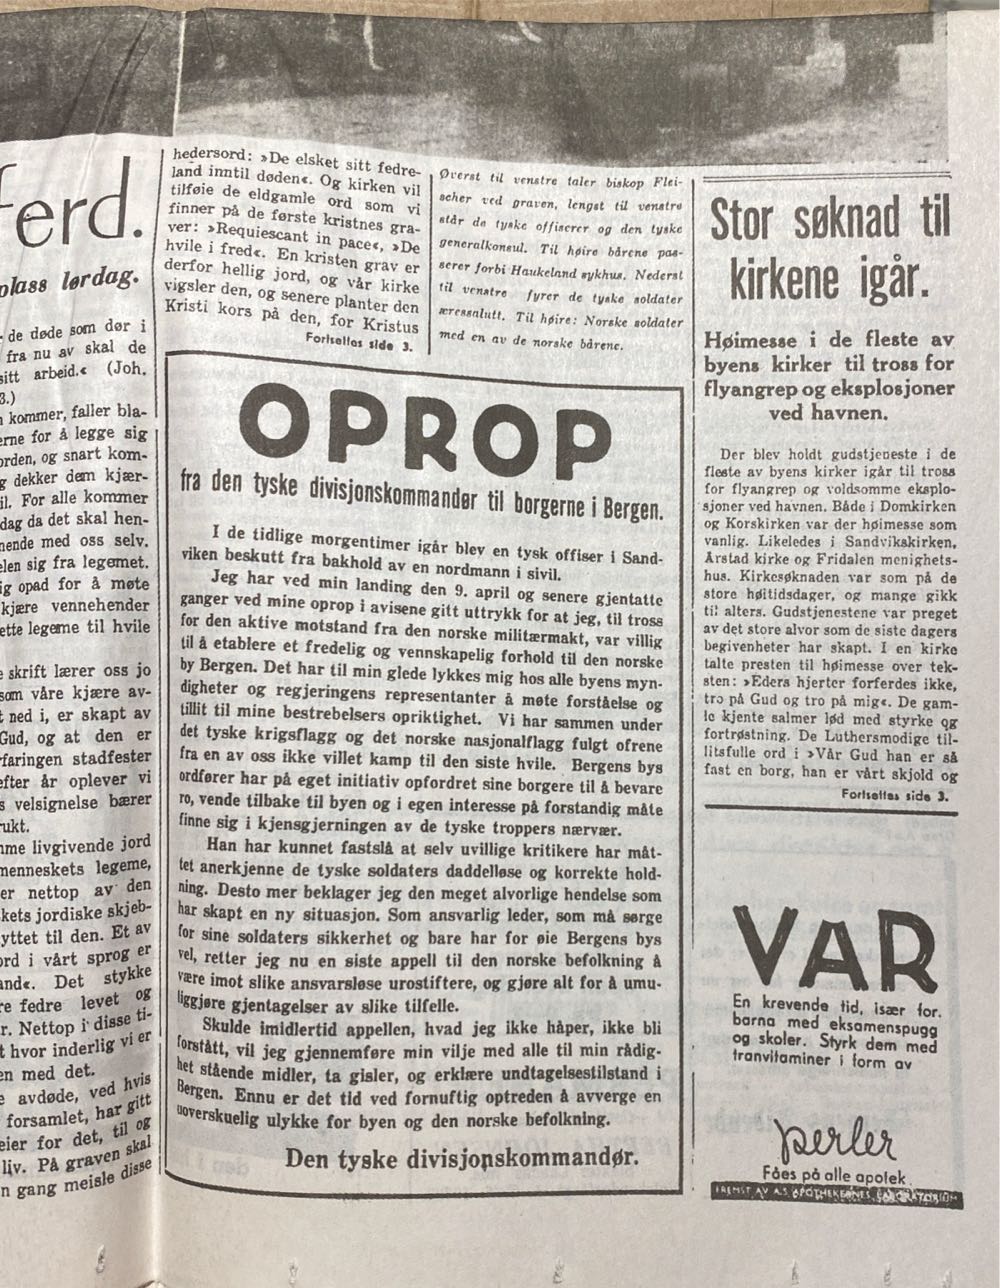 ferd.
plass lørdag.
de døde som dør i
fra nu av skal de
sitt arbeid.« (Joh.
3.)
kommer, faller bla-
erne for å legge sig
orden, og snart kom-
g dekker dem kjær-
il. For alle kommer
dag da det skal hen-
nende med oss selv.
elen sig fra legemet.
ig opad for å møte
kjære vennehender
ette legeme til hvile
e skrift lærer oss jo
som våre kjære av-
t ned i, er skapt av
Gud, og at den er
rfaringen stadfester
efter år oplever vi
s velsignelse bærer
rukt.
me livgivende jord
menneskets legeme,
er nettop av den
kets jordiske skjeb-
yttet til den. Et av
ord i vårt sprog er
and«. Det stykke
re fedre levet og
r. Nettop i disse ti-
t hvor inderlig vi er
en med det.
e avdøde, ved hvis
forsamlet, har gitt
eier for det, til og
liv. På graven skal
n gang meisle disse
hedersord: »De elsket sitt fedre-
land inntil døden«. Og kirken vil
tilføie de eldgamle ord som vi
finner på de første kristnes gra-
ver: »Requiescant in pace«, »De
hvile i fred«. En kristen grav er
derfor hellig jord, og vår kirke
vigsler den, og senere planter den
Kristi kors på den, for Kristus
Fortsettes side 3.
Øverst til venstre taler biskop Flei-
scher ved graven, lengst til venstre
står de tyske offiserer og den tyske
generalkonsul. Til høire bårene pas-
serer forbi Haukeland sykhus. Nederst
til venstre fyrer de tyske soldater
æressalutt. Til høire: Norske soldater
med en av de norske bårene.
OPROP
fra den tyske divisjonskommandør til borgerne i Bergen.
I de tidlige morgentimer igår blev en tysk offiser i Sand-
viken beskutt fra bakhold av en nordmann i sivil.
Jeg har ved min landing den 9. april og senere gjentatte
ganger ved mine oprop i avisene gitt uttrykk for at jeg, til tross
for den aktive motstand fra den norske militærmakt, var villig
til å etablere et fredelig og vennskapelig forhold til den norske
by Bergen. Det har til min glede lykkes mig hos alle byens myn-
digheter og regjeringens representanter å møte forståelse og
tillit til mine bestrebelsers opriktighet. Vi har sammen under
det tyske krigsflagg og det norske nasjonalflagg fulgt ofrene
fra en av oss ikke villet kamp til den siste hvile. Bergens bys
ordfører har på eget initiativ opfordret sine borgere til å bevare
ro, vende tilbake til byen og i egen interesse på forstandig måte
finne sig i kjensgjerningen av de tyske troppers nærvær.
Han har kunnet fastslå at selv uvillige kritikere har måt-
tet anerkjenne de tyske soldaters daddelløse og korrekte hold-
ning. Desto mer beklager jeg den meget alvorlige hendelse som
har skapt en ny situasjon. Som ansvarlig leder, som må sørge
for sine soldaters sikkerhet og bare har for øie Bergens bys
vel, retter jeg nu en siste appell til den norske befolkning å
være imot slike ansvarsløse urostiftere, og gjøre alt for å umu-
liggjøre gjentagelser av slike tilfelle.
Skulde imidlertid appellen, hvad jeg ikke håper, ikke bli
forstått, vil jeg gjennemføre min vilje med alle til min rådig-
het stående midler, ta gisler, og erklære undtagelsestilstand i
Bergen. Ennu er det tid ved fornuftig optreden å avverge en
uoverskuelig ulykke for byen og den norske befolkning.
Den tyske divisjonskommandør.
Stor søknad til
kirkene igår.
Høimesse i de fleste av
byens kirker til tross for
flyangrep og eksplosjoner
ved havnen.
Der blev holdt gudstjeneste i de
fleste av byens kirker igår til tross
for flyangrep og voldsomme eksplo-
sjoner ved havnen. Både i Domkirken
og Korskirken var der høimesse som
vanlig. Likeledes i Sandvikskirken,
Årstad kirke og Fridalen menighets-
hus. Kirkesøknaden var som på de
store høitidsdager, og mange gikk
til alters. Gudstjenestene var preget
av det store alvor som de siste dagers
begivenheter har skapt. I en kirke
talte presten til høimesse over tek-
sten: »Eders hjerter forferdes ikke,
tro på Gud og tro på mig«. De gam-
le kjente salmer lød med styrke og
fortrøstning. De Luthersmodige til-
litsfulle ord i »Vår Gud han er så
fast en borg, han er vårt skjold og
Fortsettes side 3.
VÅR
En krevende tid, især for.
barna med eksamenspugg
og skoler. Styrk dem med
tranvitaminer i form av
perler
Fåes på alle apotek.
FREMST. AV A.S. APOTHEKERNES LABORATORIUM